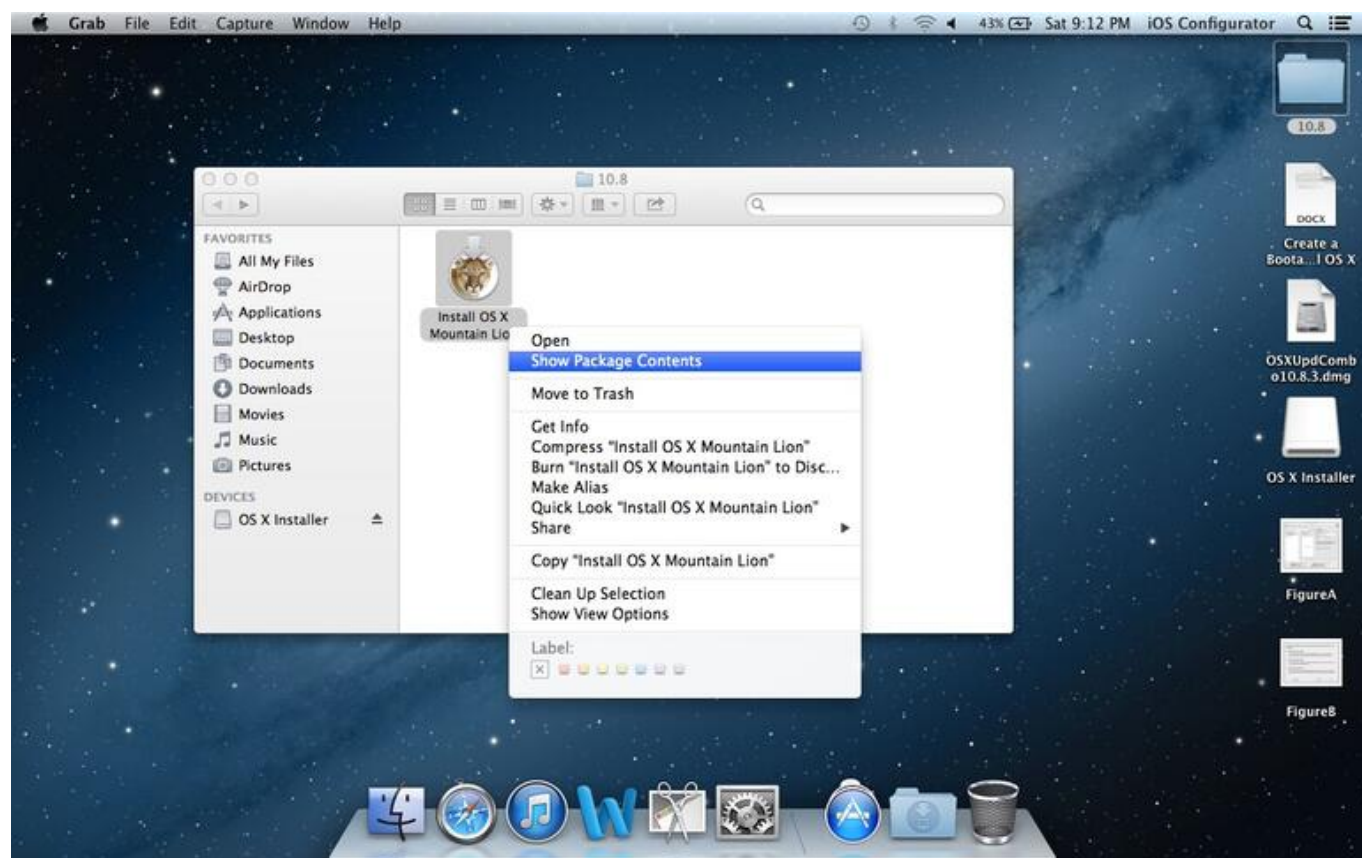 Grab File Edit Capture Window Help
43% Sat 9:12 PM iOS Configurator
10.8
DOCX
Create a
Boota...l OS X
OSXUpdComb
o10.8.3.dmg
OS X Installer
FigureA
FigureB
10.8
FAVORITES
All My Files
AirDrop
Applications
Desktop
Documents
Downloads
Movies
Music
Pictures
DEVICES
OS X Installer
Install OS X
Mountain Lio
Open
Show Package Contents
Move to Trash
Get Info
Compress "Install OS X Mountain Lion"
Burn "Install OS X Mountain Lion" to Disc...
Make Alias
Quick Look "Install OS X Mountain Lion"
Share
Copy "Install OS X Mountain Lion"
Clean Up Selection
Show View Options
Label: